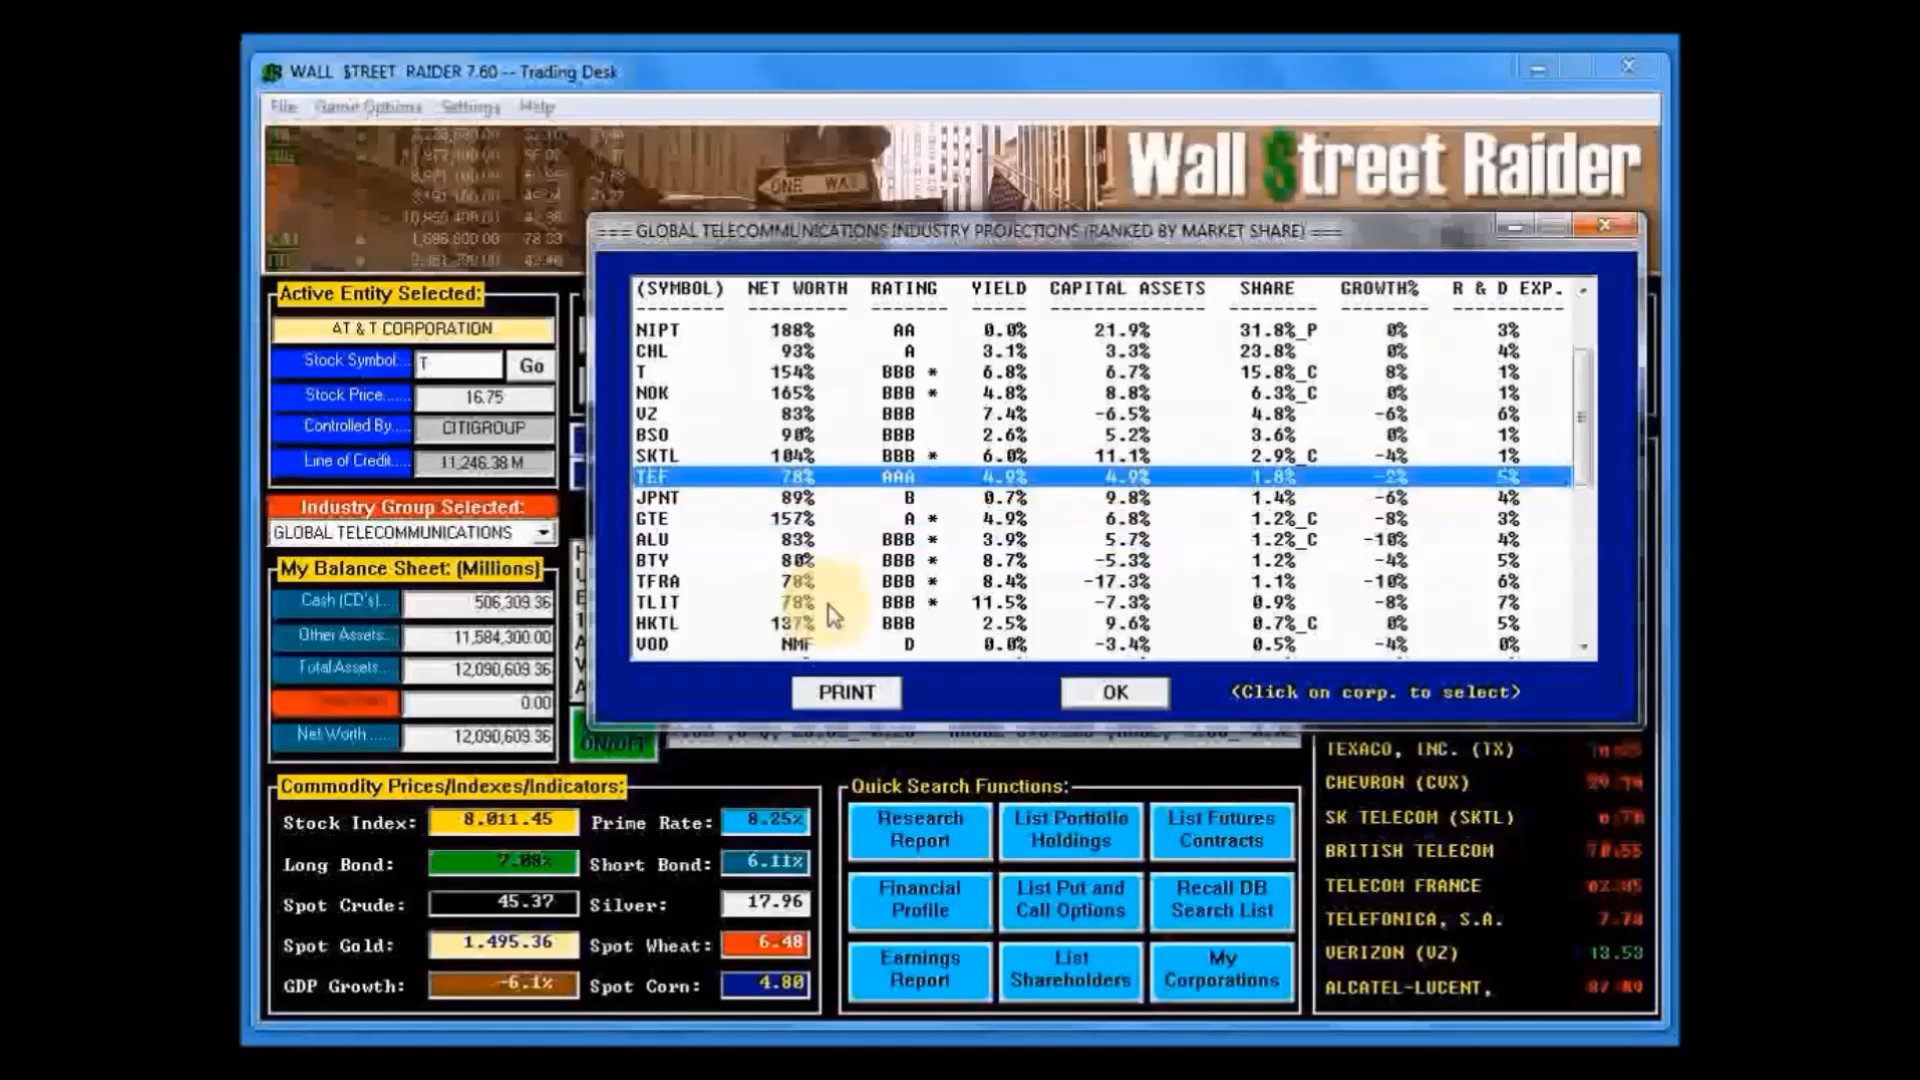 WALL $TREET RAIDER 7.60 -- Trading Desk
File Game Options Settings Help
ONE WAY
Wall $treet Raider
=== GLOBAL TELECOMMUNICATIONS INDUSTRY PROJECTIONS (RANKED BY MARKET SHARE) ===
(SYMBOL) NET WORTH RATING YIELD CAPITAL ASSETS SHARE GROWTH% R & D EXP.
NIPT 188% AA 0.0% 21.9% 31.8%_P 0% 3%
CHL 93% A 3.1% 3.3% 23.8% 0% 4%
T 154% BBB * 6.8% 6.7% 15.8%_C 8% 1%
NOK 165% BBB * 4.8% 8.8% 6.3%_C 0% 1%
VZ 83% BBB 7.4% -6.5% 4.8% -6% 6%
BSO 90% BBB 2.6% 5.2% 3.6% 0% 1%
SKTL 104% BBB * 6.0% 11.1% 2.9%_C -4% 1%
TEF 78% AAA 4.9% 4.9% 1.8% -2% 5%
JPNT 89% B 0.7% 9.8% 1.4% -6% 4%
GTE 157% A * 4.9% 6.8% 1.2%_C -8% 3%
ALU 83% BBB * 3.9% 5.7% 1.2%_C -10% 4%
BTY 80% BBB * 8.7% -5.3% 1.2% -4% 5%
TFRA 78% BBB * 8.4% -17.3% 1.1% -10% 6%
TLIT 78% BBB * 11.5% -7.3% 0.9% -8% 7%
HKTL 137% BBB 2.5% 9.6% 0.7%_C 0% 5%
VOD NMF D 0.0% -3.4% 0.5% -4% 0%
PRINT OK <Click on corp. to select>
Active Entity Selected:
AT & T CORPORATION
Stock Symbol... T Go
Stock Price...... 16.75
Controlled By.... CITIGROUP
Line of Credit.... 11,246.38 M
Industry Group Selected:
GLOBAL TELECOMMUNICATIONS
My Balance Sheet: (Millions)
Cash (CD's)... 506,309.36
Other Assets.. 11,584,300.00
Total Assets.. 12,090,609.36
0.00
Net Worth..... 12,090,609.36
ON/OFF
Commodity Prices/Indexes/Indicators:
Stock Index: 8,011.45 Prime Rate: 8.25%
Long Bond: 7.08% Short Bond: 6.11%
Spot Crude: 45.37 Silver: 17.96
Spot Gold: 1,495.36 Spot Wheat: 6.48
GDP Growth: -6.1% Spot Corn: 4.80
Quick Search Functions:
Research Report
List Portfolio Holdings
List Futures Contracts
Financial Profile
List Put and Call Options
Recall DB Search List
Earnings Report
List Shareholders
My Corporations
TEXACO, INC. (TX)
CHEVRON (CVX)
SK TELECOM (SKTL)
BRITISH TELECOM
TELECOM FRANCE
TELEFONICA, S.A.
VERIZON (VZ) 13.53
ALCATEL-LUCENT,